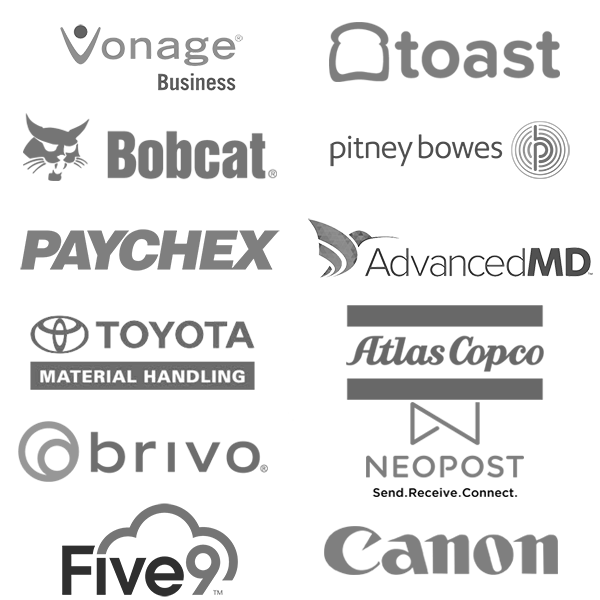 Vonage®
Business
toast
Bobcat®
pitney bowes
PAYCHEX
AdvancedMD™
TOYOTA
MATERIAL HANDLING
Atlas Copco
brivo®
NEOPOST
Send.Receive.Connect.
Five9™
Canon